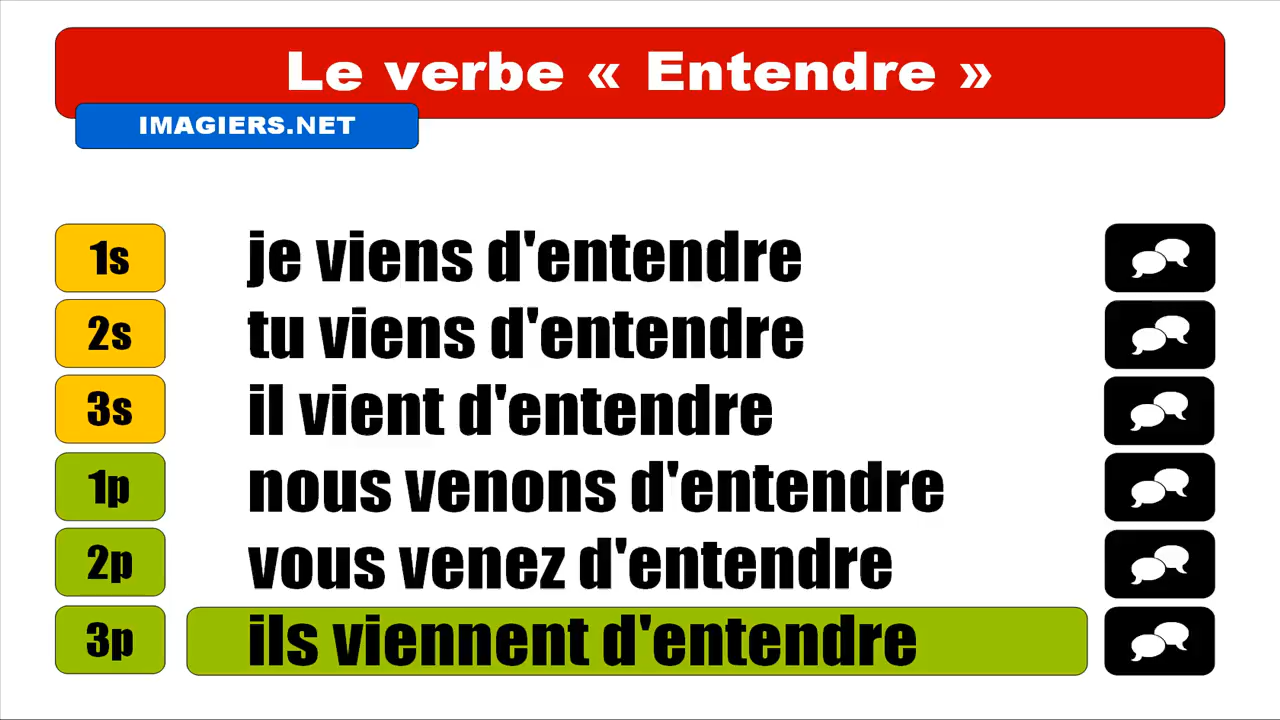 Le verbe « Entendre »
IMAGIERS.NET
1s je viens d'entendre
2s tu viens d'entendre
3s il vient d'entendre
1p nous venons d'entendre
2p vous venez d'entendre
3p ils viennent d'entendre